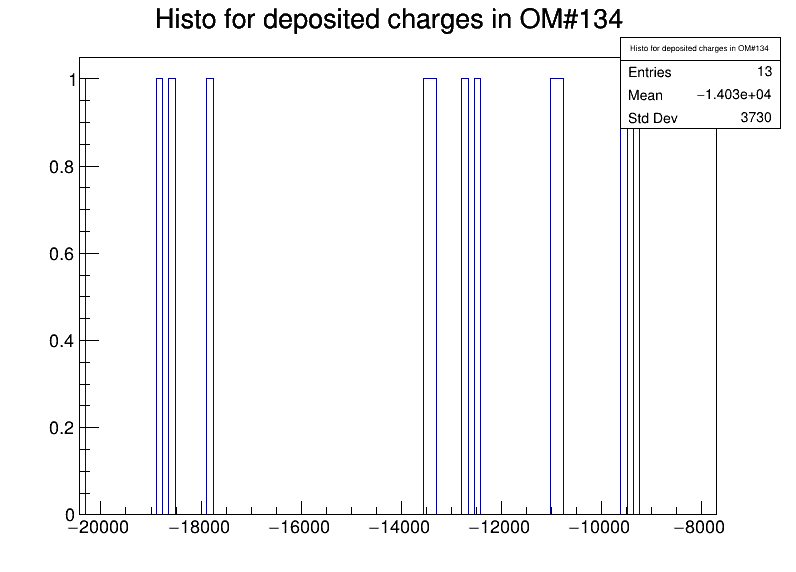 Histo for deposited charges in OM#134
Histo for deposited charges in OM#134
Entries 13
Mean −1.403e+04
Std Dev 3730
1
0.8
0.6
0.4
0.2
0
−20000 −18000 −16000 −14000 −12000 −10000 −8000